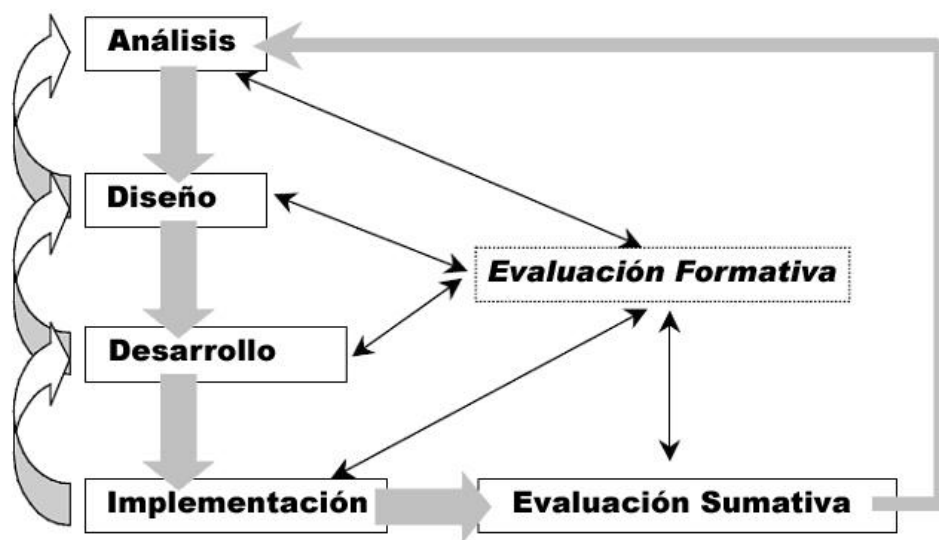 Análisis
Diseño
Evaluación Formativa
Desarrollo
Implementación
Evaluación Sumativa